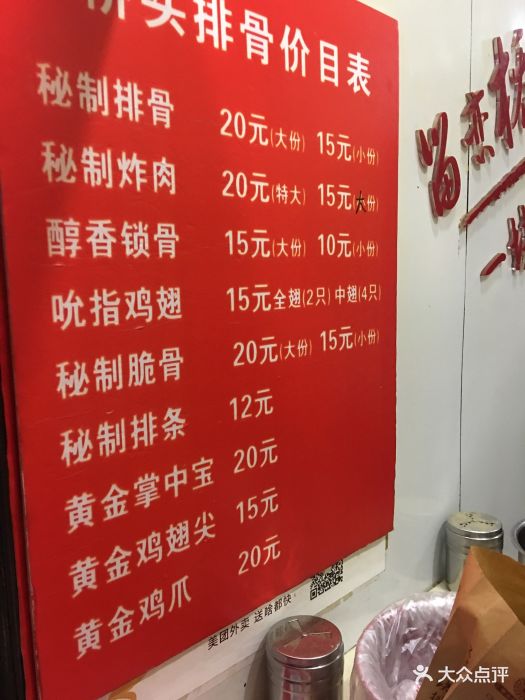 桥头排骨价目表
秘制排骨 20元(大份) 15元(小份)
秘制炸肉 20元(特大) 15元(大份)
醇香锁骨 15元(大份) 10元(小份)
吮指鸡翅 15元全翅(2只) 中翅(4只)
秘制脆骨 20元(大份) 15元(小份)
秘制排条 12元
黄金掌中宝 20元
黄金鸡翅尖 15元
黄金鸡爪 20元
美团外卖 送啥都快
留恋桥
一
大众点评